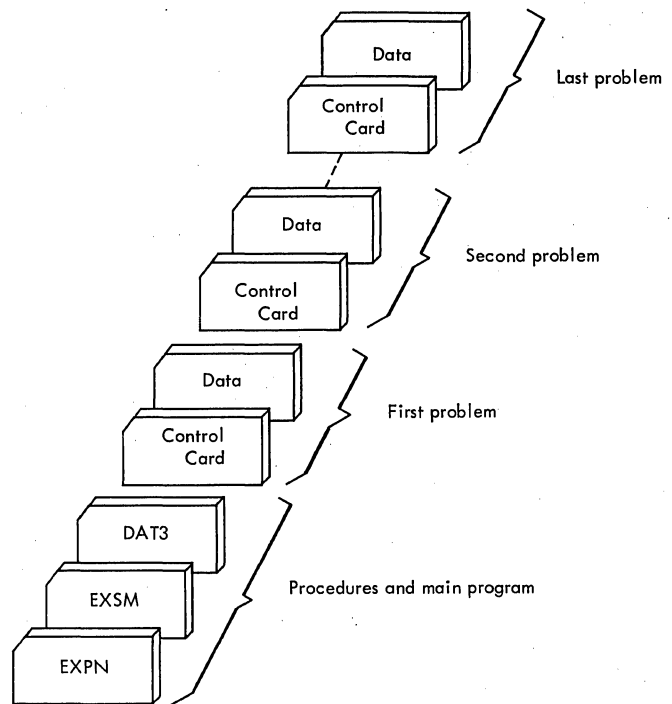 Data
Last problem
Control
Card
Data
Second problem
Control
Card
Data
First problem
Control
Card
DAT3
Procedures and main program
EXSM
EXPN